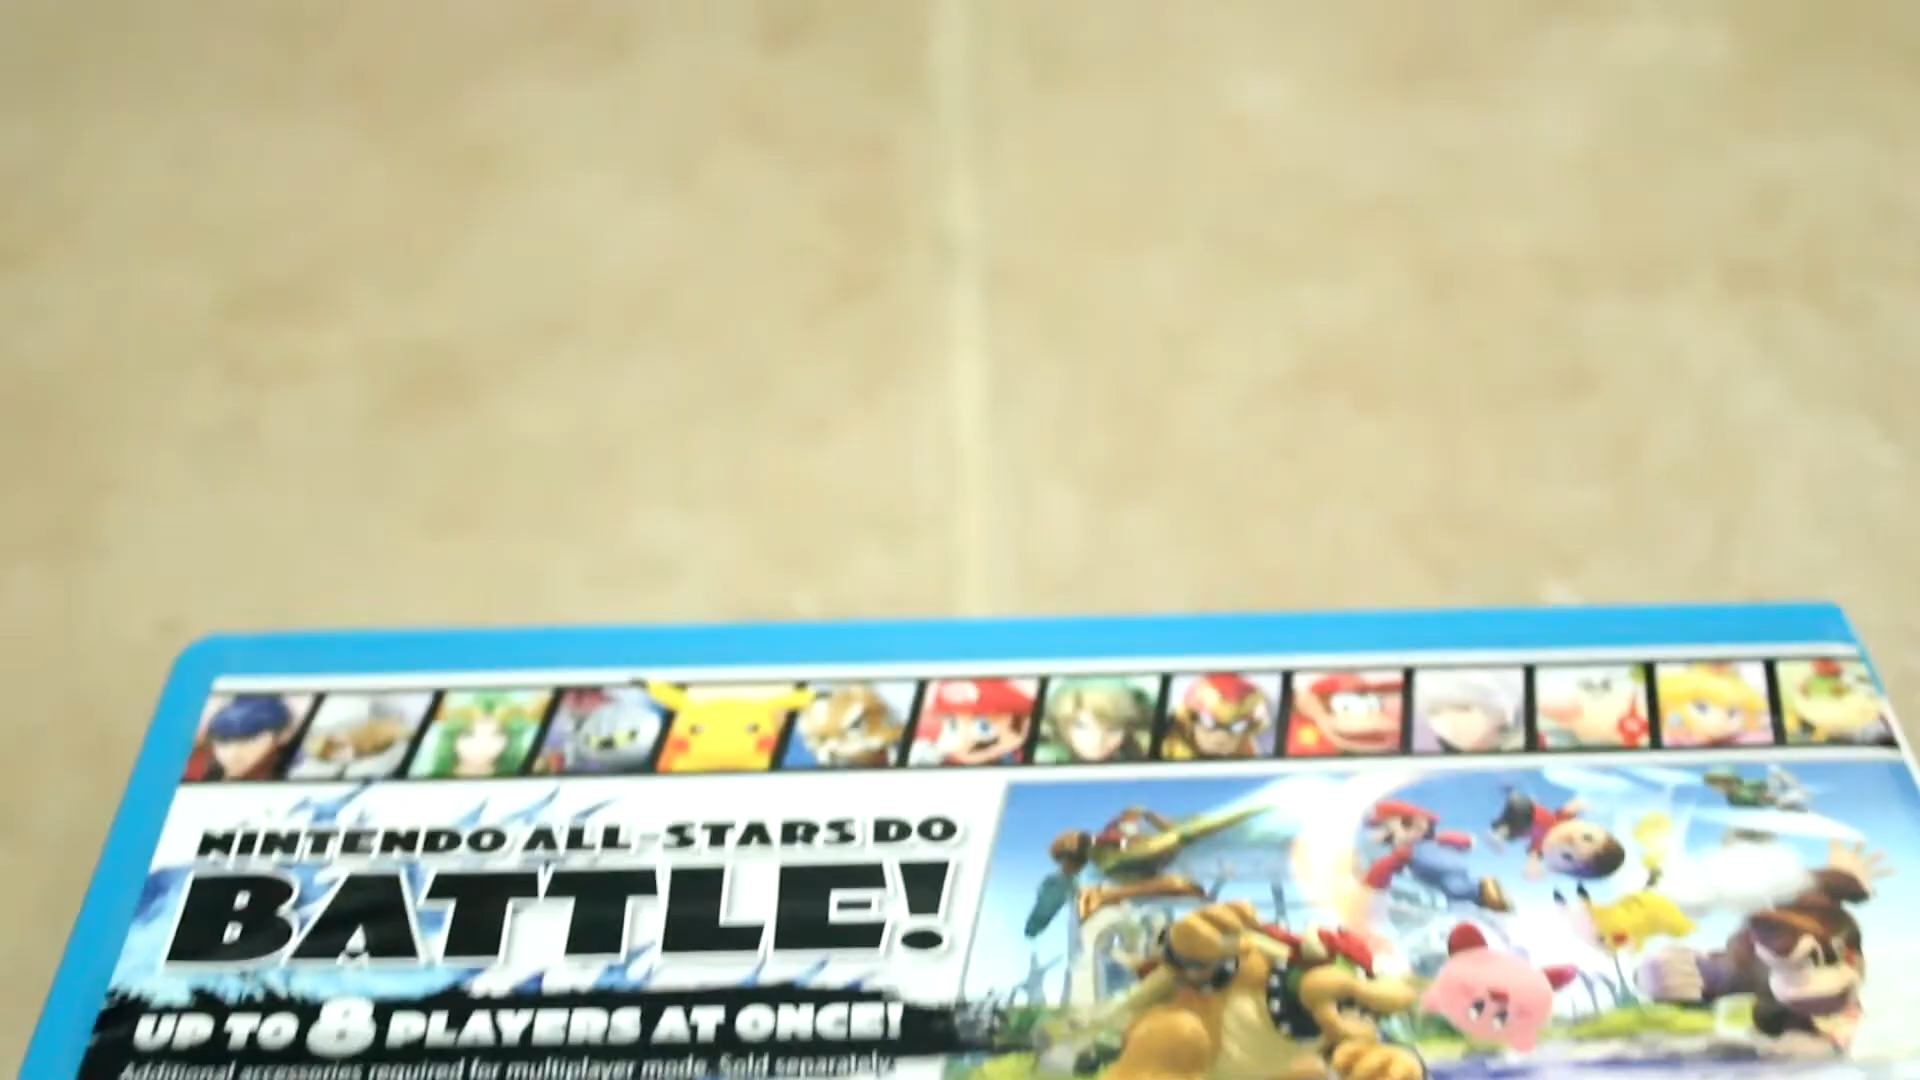 NINTENDO ALL-STARS DO
BATTLE!
UP TO 8 PLAYERS AT ONCE!
Additional accessories required for multiplayer mode. Sold separately.